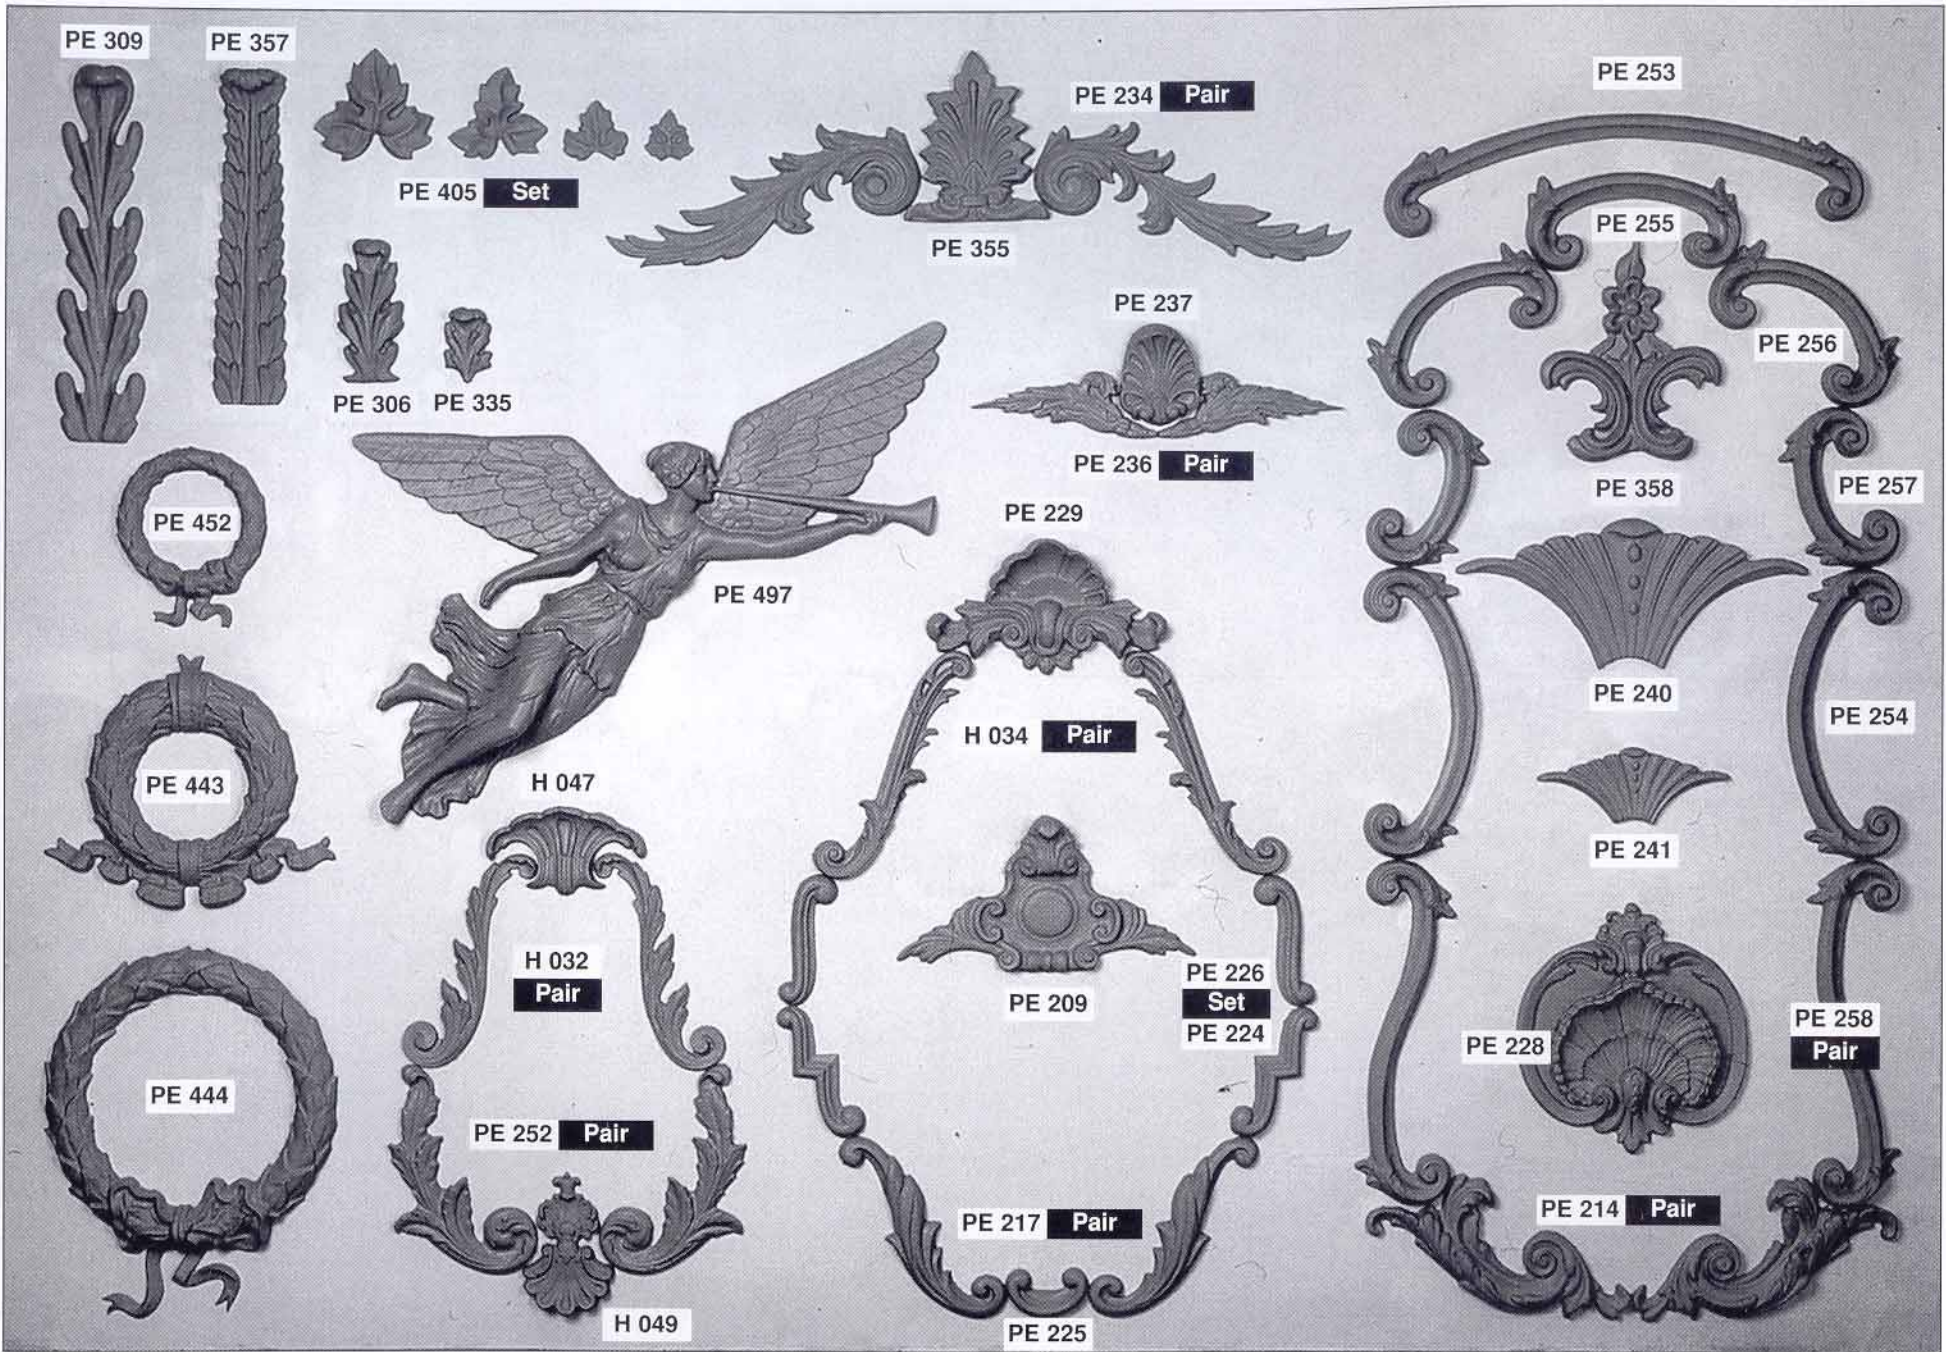 PE 309
PE 357
PE 234 Pair
PE 253
PE 405 Set
PE 355
PE 255
PE 237
PE 256
PE 306
PE 335
PE 236 Pair
PE 358
PE 257
PE 452
PE 229
PE 497
PE 240
PE 254
H 034 Pair
PE 443
H 047
PE 241
H 032
Pair
PE 209
PE 226
Set
PE 224
PE 228
PE 258
Pair
PE 444
PE 252 Pair
PE 217 Pair
PE 214 Pair
H 049
PE 225